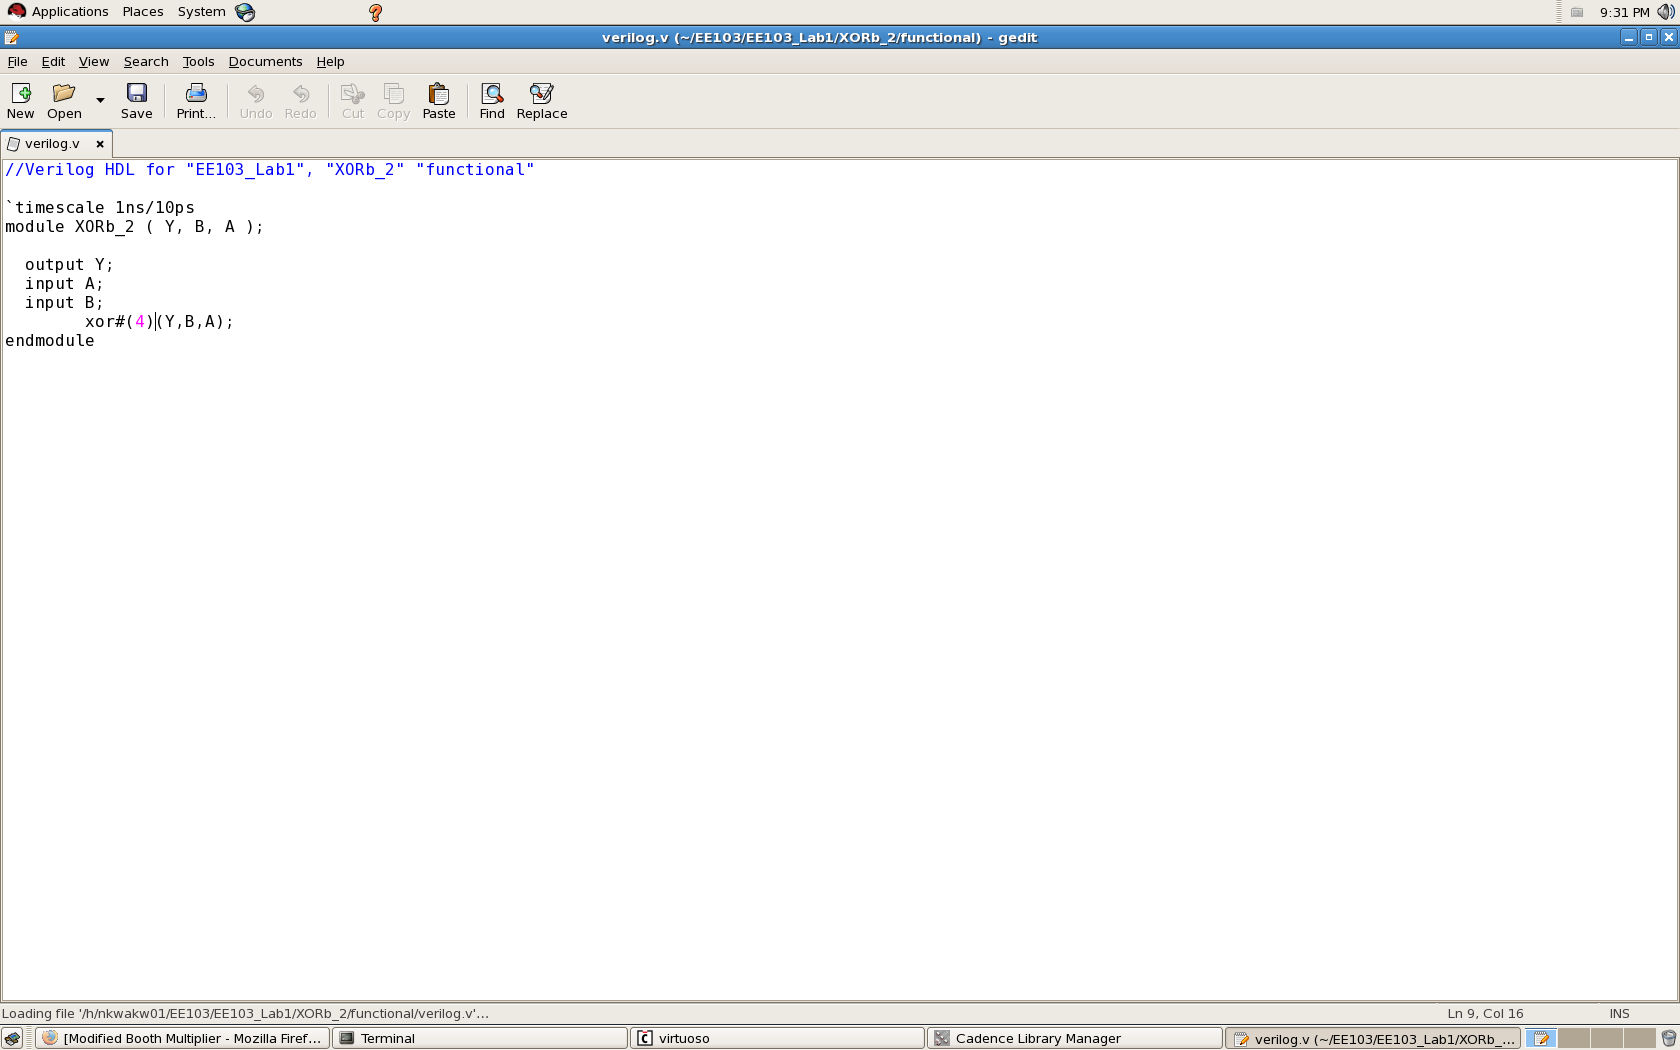 Applications Places System 9:31 PM
verilog.v (~/EE103/EE103_Lab1/XORb_2/functional) - gedit
File Edit View Search Tools Documents Help
New Open Save Print... Undo Redo Cut Copy Paste Find Replace
verilog.v
//Verilog HDL for "EE103_Lab1", "XORb_2" "functional"
`timescale 1ns/10ps
module XORb_2 ( Y, B, A );
output Y;
input A;
input B;
xor#(4)(Y,B,A);
endmodule
Loading file '/h/nkwakw01/EE103/EE103_Lab1/XORb_2/functional/verilog.v'... Ln 9, Col 16 INS
[Modified Booth Multiplier - Mozilla Firef... Terminal virtuoso Cadence Library Manager verilog.v (~/EE103/EE103_Lab1/XORb_...